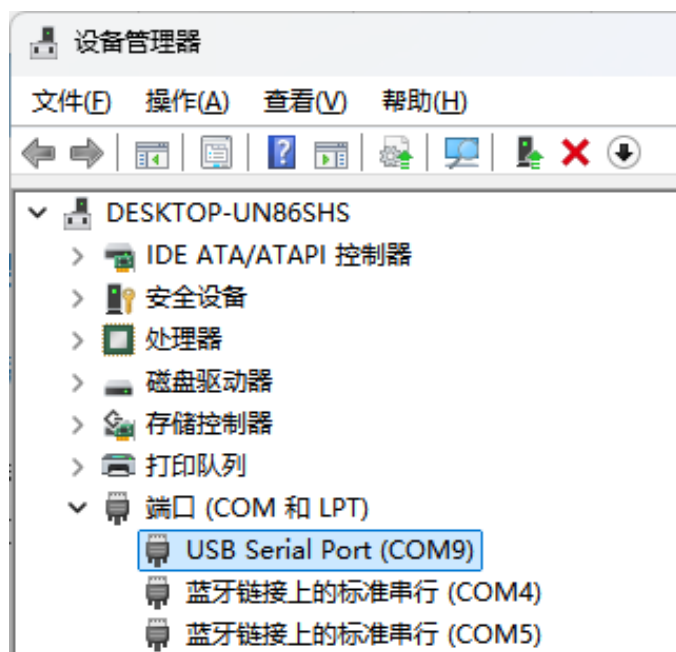 设备管理器
文件(F) 操作(A) 查看(V) 帮助(H)
DESKTOP-UN86SHS
IDE ATA/ATAPI 控制器
安全设备
处理器
磁盘驱动器
存储控制器
打印队列
端口 (COM 和 LPT)
USB Serial Port (COM9)
蓝牙链接上的标准串行 (COM4)
蓝牙链接上的标准串行 (COM5)